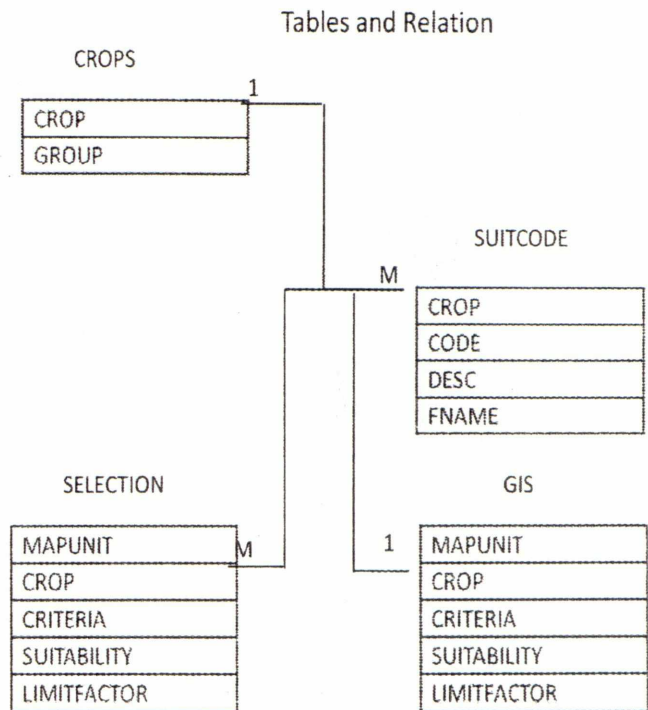 Tables and Relation
CROPS
1
CROP
GROUP
SUITCODE
M
CROP
CODE
DESC
FNAME
SELECTION
GIS
MAPUNIT
M
CROP
CRITERIA
SUITABILITY
LIMITFACTOR
1
MAPUNIT
CROP
CRITERIA
SUITABILITY
LIMITFACTOR